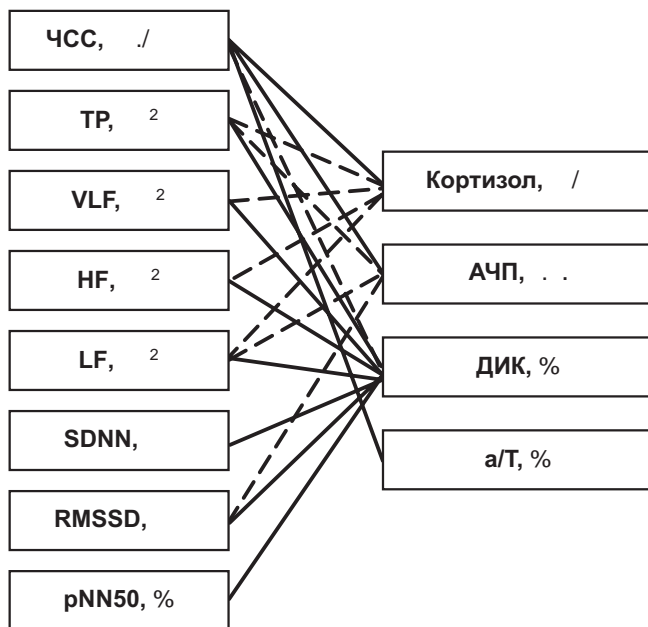 ЧСС, ./
TP, 2
VLF, 2
HF, 2
LF, 2
SDNN,
RMSSD,
pNN50, %
Кортизол, /
АЧП, . .
ДИК, %
а/Т, %